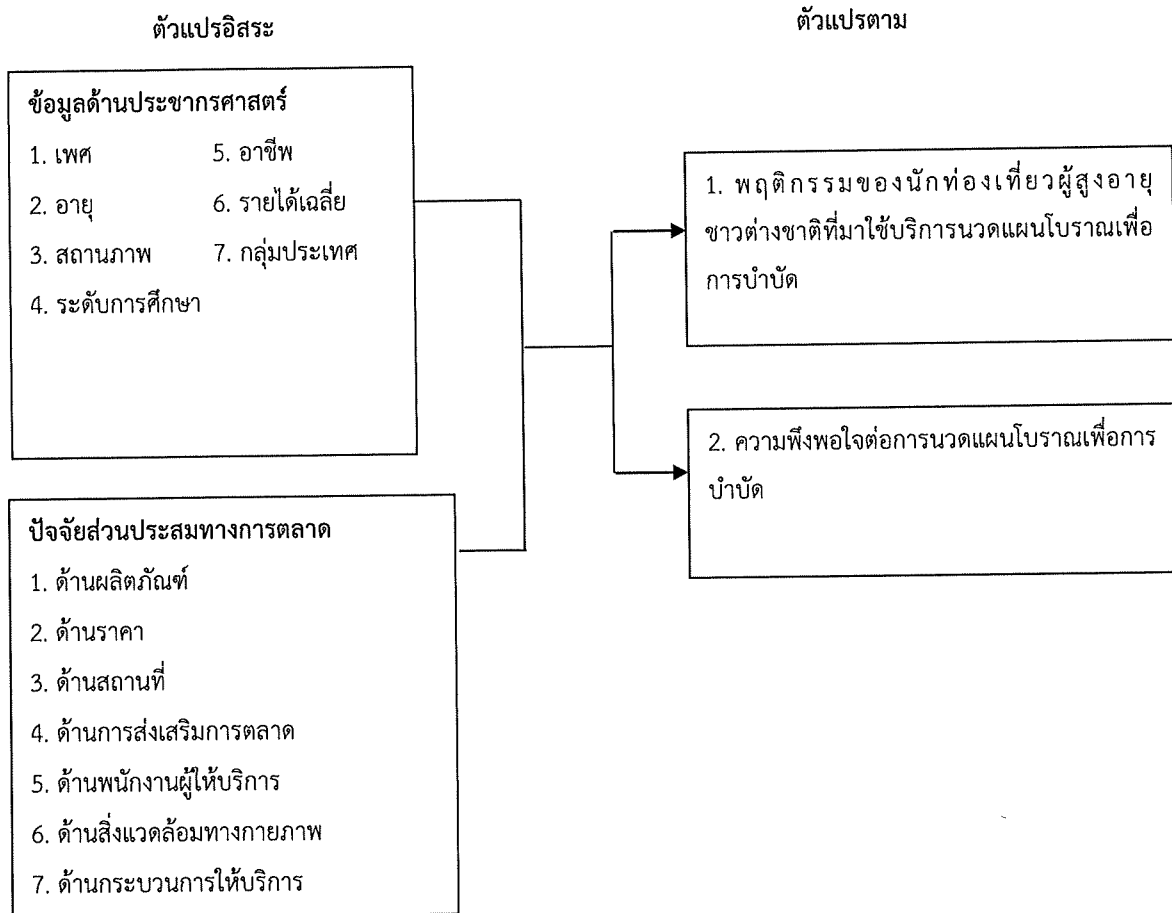 ตัวแปรอิสระ
ตัวแปรตาม
ข้อมูลด้านประชากรศาสตร์
1. เพศ
2. อายุ
3. สถานภาพ
4. ระดับการศึกษา
5. อาชีพ
6. รายได้เฉลี่ย
7. กลุ่มประเทศ
ปัจจัยส่วนประสมทางการตลาด
1. ด้านผลิตภัณฑ์
2. ด้านราคา
3. ด้านสถานที่
4. ด้านการส่งเสริมการตลาด
5. ด้านพนักงานผู้ให้บริการ
6. ด้านสิ่งแวดล้อมทางกายภาพ
7. ด้านกระบวนการให้บริการ
1. พฤติกรรมของนักท่องเที่ยวผู้สูงอายุ
ชาวต่างชาติที่มาใช้บริการนวดแผนโบราณเพื่อ
การบำบัด
2. ความพึงพอใจต่อการนวดแผนโบราณเพื่อการ
บำบัด